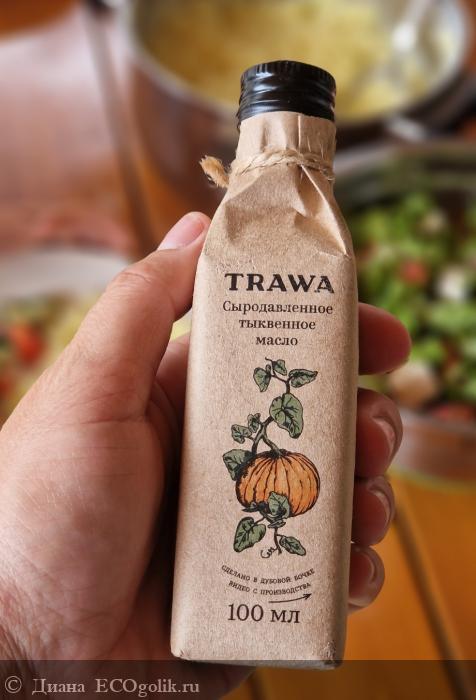 TRAWA
Сыродавленное
тыквенное
масло
СДЕЛАНО В ДУБОВОЙ БОЧКЕ
ВИДЕО С ПРОИЗВОДСТВА
100 мл
© Диана ECOgolik.ru